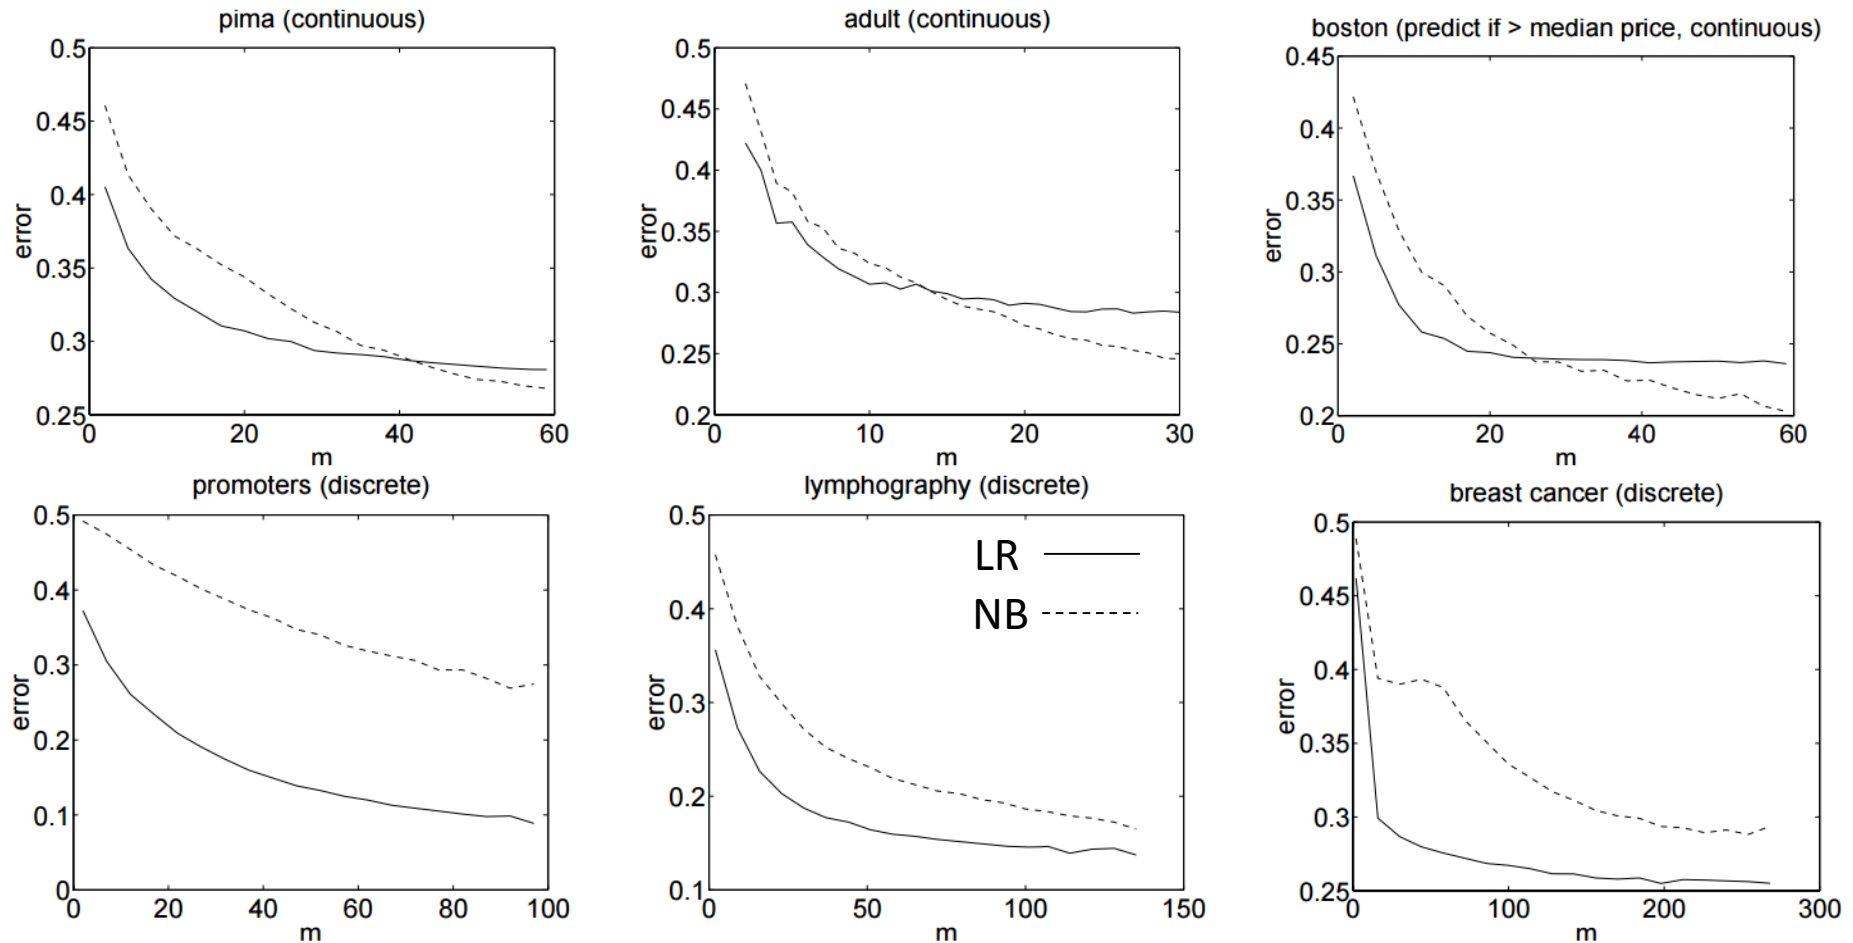 pima (continuous)
0.5
0.45
0.4
0.35
0.3
0.25
error
0 20 40 60
m
adult (continuous)
0.5
0.45
0.4
0.35
0.3
0.25
0.2
error
0 10 20 30
m
boston (predict if > median price, continuous)
0.45
0.4
0.35
0.3
0.25
0.2
error
0 20 40 60
m
promoters (discrete)
0.5
0.4
0.3
0.2
0.1
0
error
0 20 40 60 80 100
m
lymphography (discrete)
0.5
0.4
0.3
0.2
0.1
error
LR
NB
0 50 100 150
m
breast cancer (discrete)
0.5
0.45
0.4
0.35
0.3
0.25
error
0 100 200 300
m